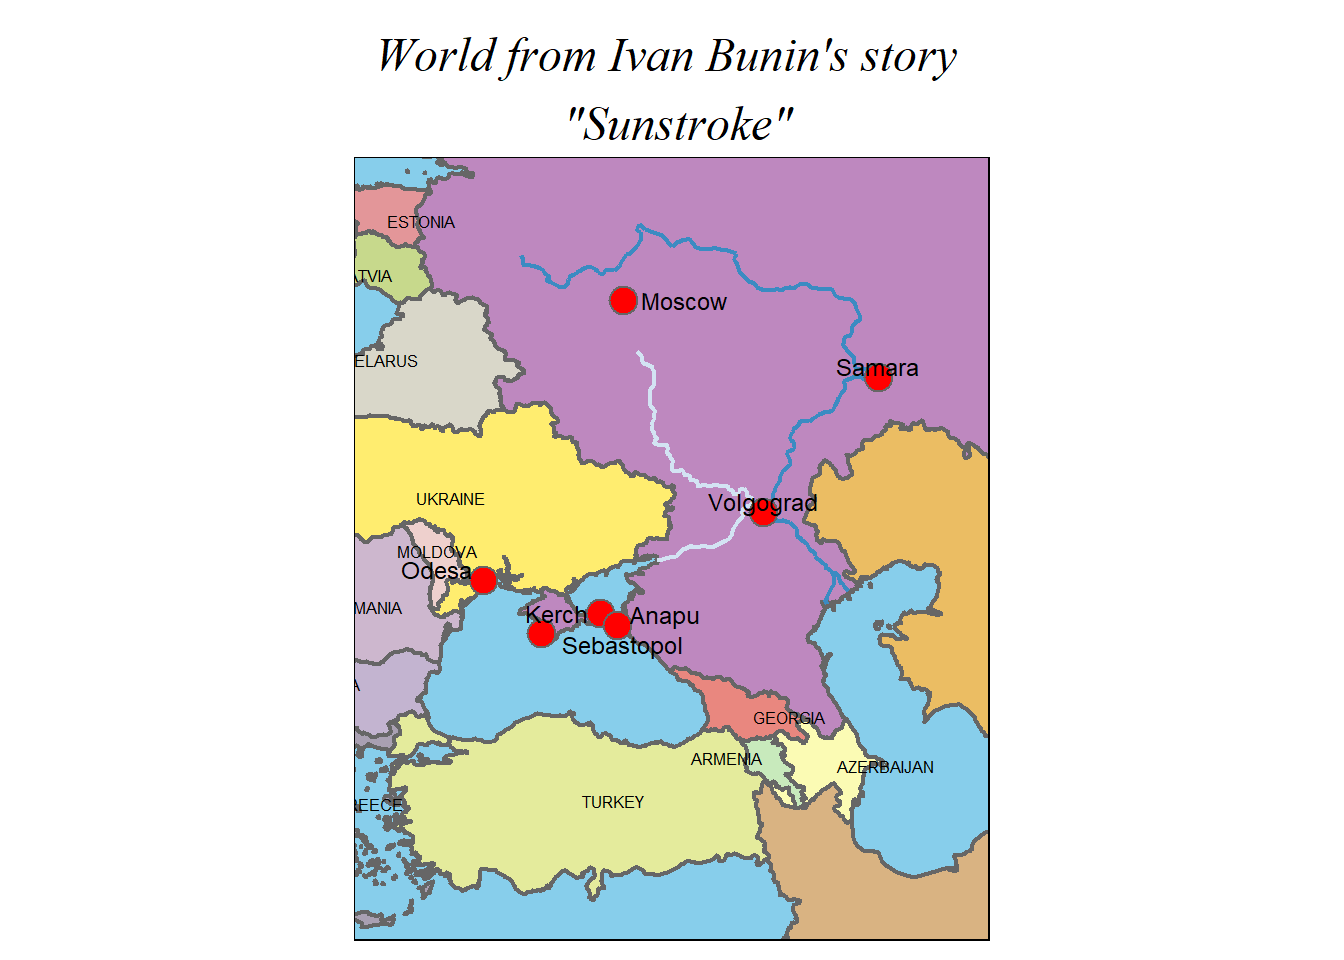 World from Ivan Bunin's story
"Sunstroke"
ESTONIA
ATVIA
Moscow
ELARUS
Samara
UKRAINE
Volgograd
MOLDOVA
Odesa
MANIA
Kerch
Anapu
Sebastopol
A
GEORGIA
ARMENIA
AZERBAIJAN
TURKEY
REECE